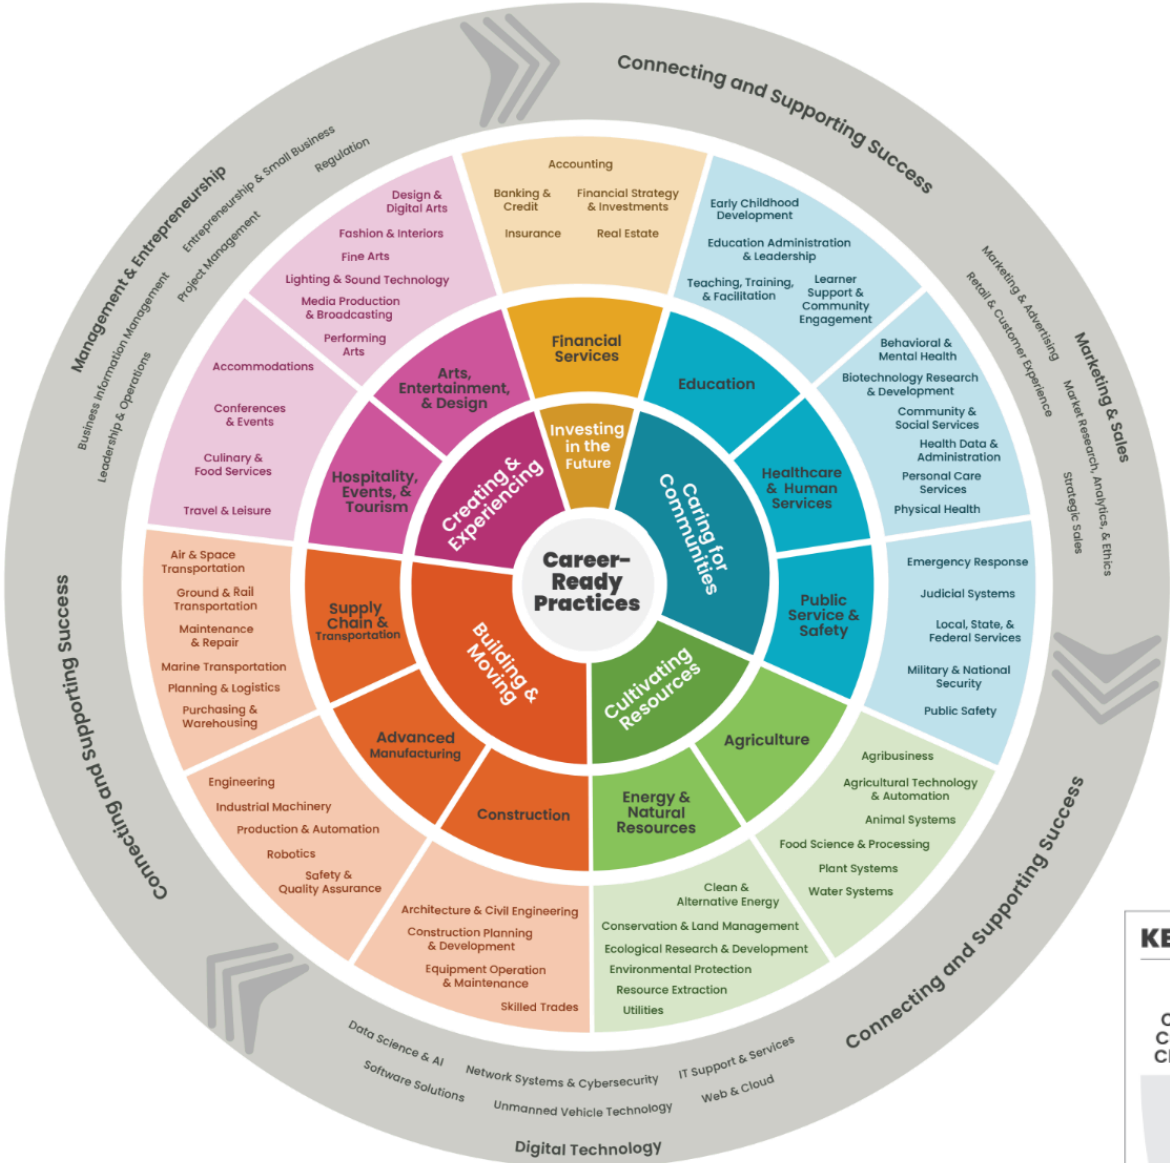 Connecting and Supporting Success
Management & Entrepreneurship
Entrepreneurship & Small Business
Regulation
Project Management
Business Information Management
Leadership & Operations
Marketing & Sales
Marketing & Advertising
Retail & Customer Experience
Market Research, Analytics, & Ethics
Strategic Sales
Connecting and Supporting Success
Digital Technology
Data Science & AI
Network Systems & Cybersecurity
IT Support & Services
Software Solutions
Unmanned Vehicle Technology
Web & Cloud
Connecting and Supporting Success
Career-
Ready
Practices
Investing
in the
Future
Financial
Services
Accounting
Banking &
Credit
Financial Strategy
& Investments
Insurance
Real Estate
Caring for
Communities
Education
Early Childhood
Development
Education Administration
& Leadership
Teaching, Training,
& Facilitation
Learner
Support &
Community
Engagement
Healthcare
& Human
Services
Behavioral &
Mental Health
Biotechnology Research
& Development
Community &
Social Services
Health Data &
Administration
Personal Care
Services
Physical Health
Public
Service &
Safety
Emergency Response
Judicial Systems
Local, State, &
Federal Services
Military & National
Security
Public Safety
Cultivating
Resources
Agriculture
Agribusiness
Agricultural Technology
& Automation
Animal Systems
Food Science & Processing
Plant Systems
Water Systems
Energy &
Natural
Resources
Clean &
Alternative Energy
Conservation & Land Management
Ecological Research & Development
Environmental Protection
Resource Extraction
Utilities
Building &
Moving
Construction
Architecture & Civil Engineering
Construction Planning
& Development
Equipment Operation
& Maintenance
Skilled Trades
Advanced
Manufacturing
Engineering
Industrial Machinery
Production & Automation
Robotics
Safety &
Quality Assurance
Supply
Chain &
Transportation
Air & Space
Transportation
Ground & Rail
Transportation
Maintenance
& Repair
Marine Transportation
Planning & Logistics
Purchasing &
Warehousing
Creating &
Experiencing
Hospitality,
Events, &
Tourism
Accommodations
Conferences
& Events
Culinary &
Food Services
Travel & Leisure
Arts,
Entertainment,
& Design
Design &
Digital Arts
Fashion & Interiors
Fine Arts
Lighting & Sound Technology
Media Production
& Broadcasting
Performing
Arts